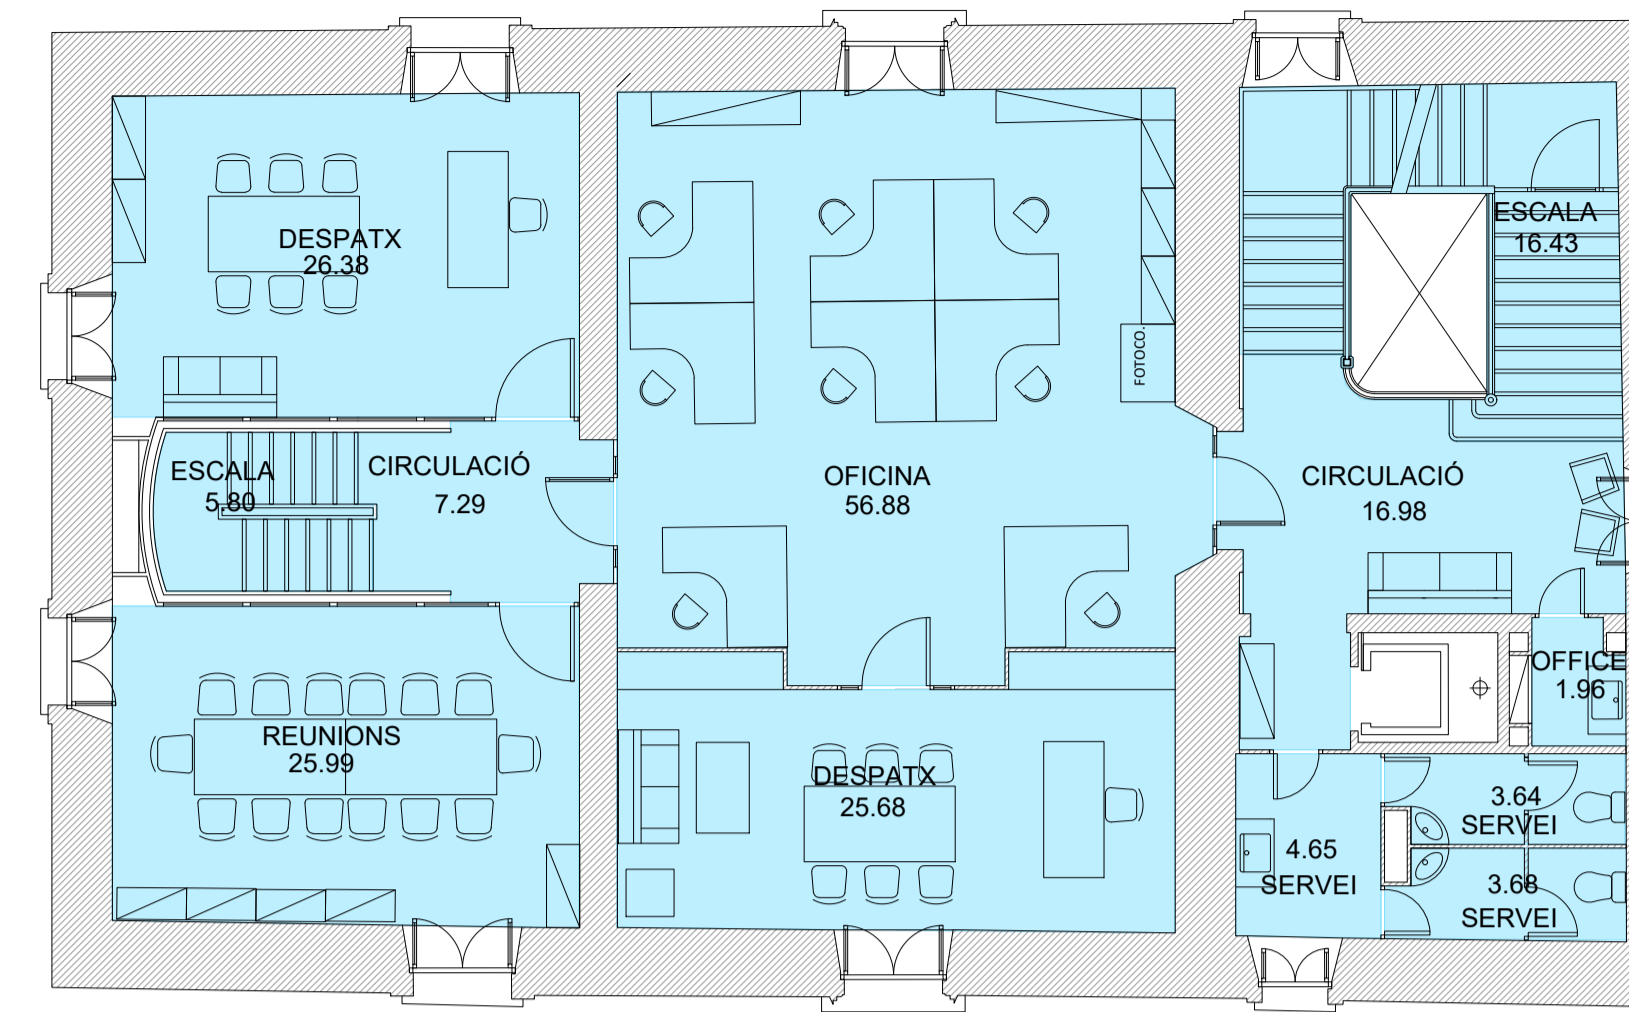 DESPATX
26.38
ESCALA
16.43
FOTOCO.
ESCALA
5.80
CIRCULACIÓ
7.29
OFICINA
56.88
CIRCULACIÓ
16.98
REUNIONS
25.99
DESPATX
25.68
OFFICE
1.96
3.64
SERVEI
4.65
SERVEI
3.68
SERVEI